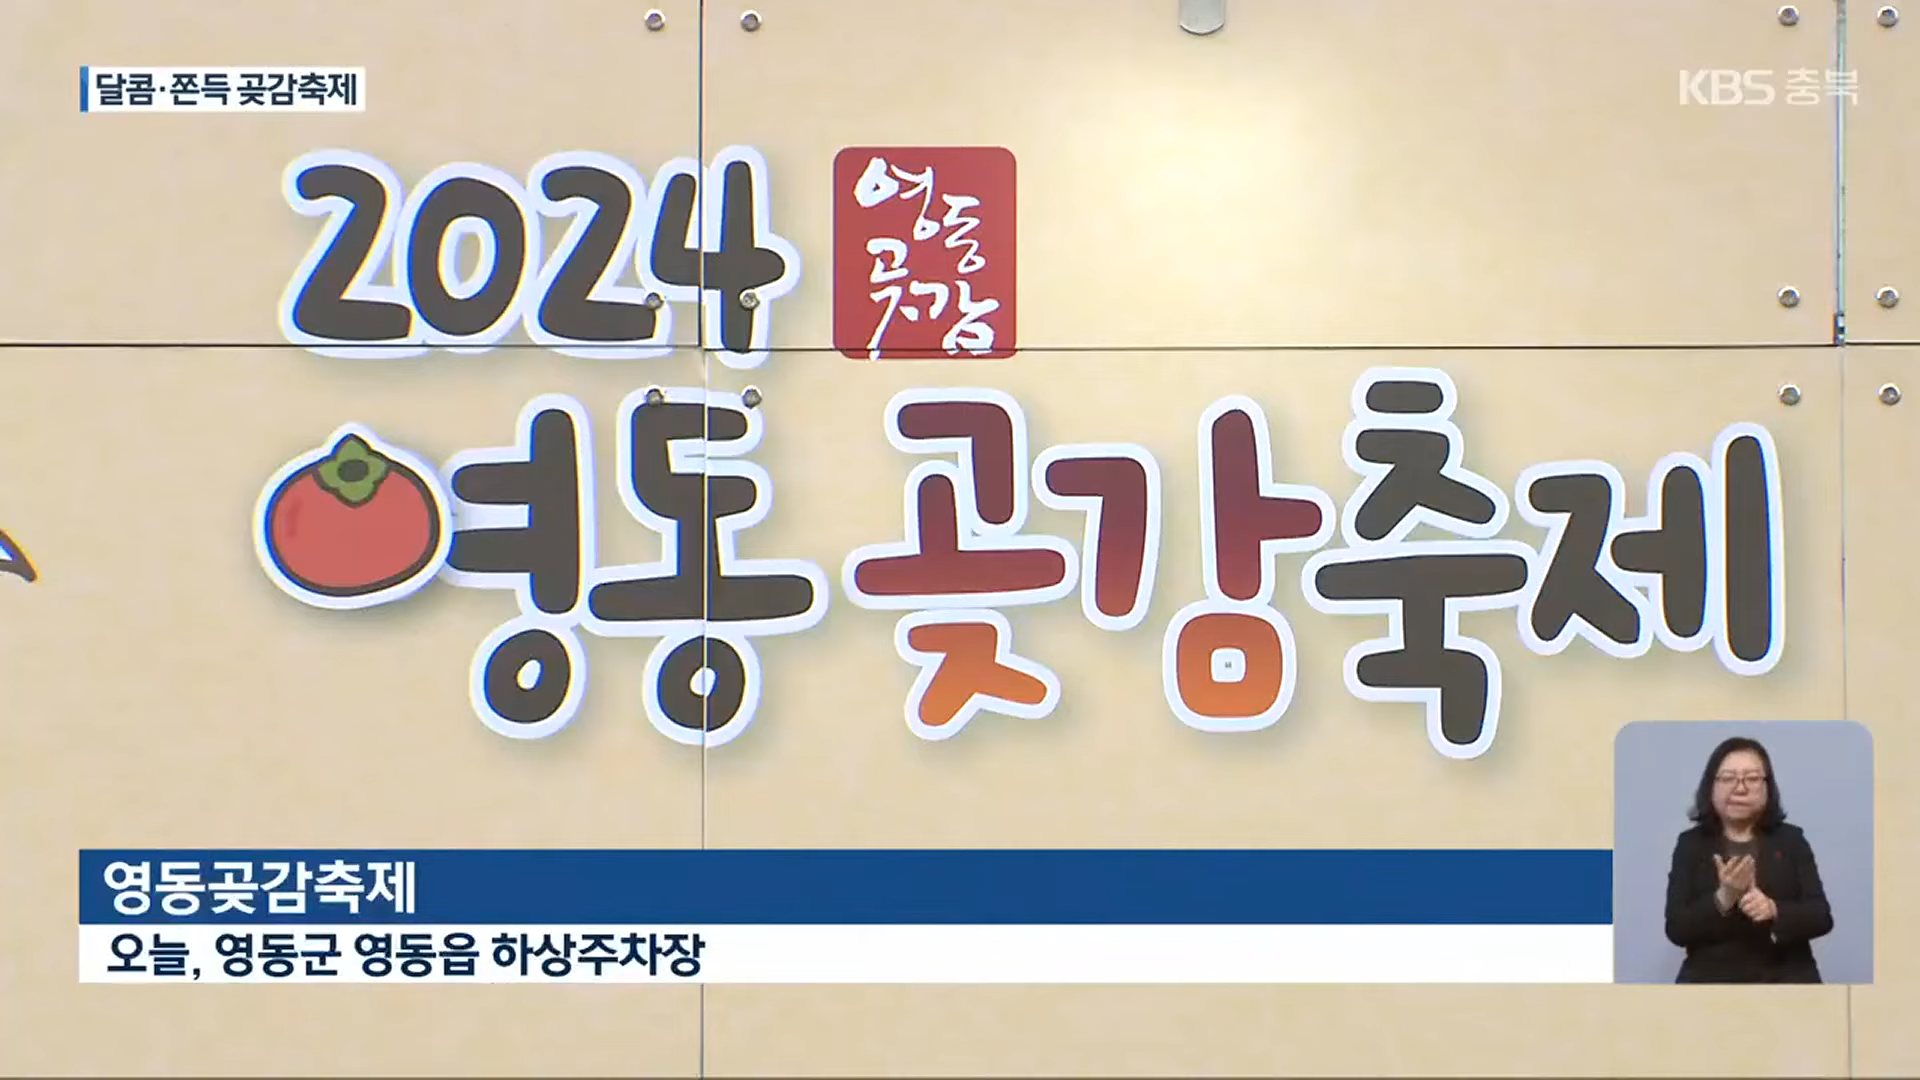 달콤·쫀득 곶감축제
KBS 충북
2024
영동
곶감
영동 곶감축제
영동곶감축제
오늘, 영동군 영동읍 하상주차장